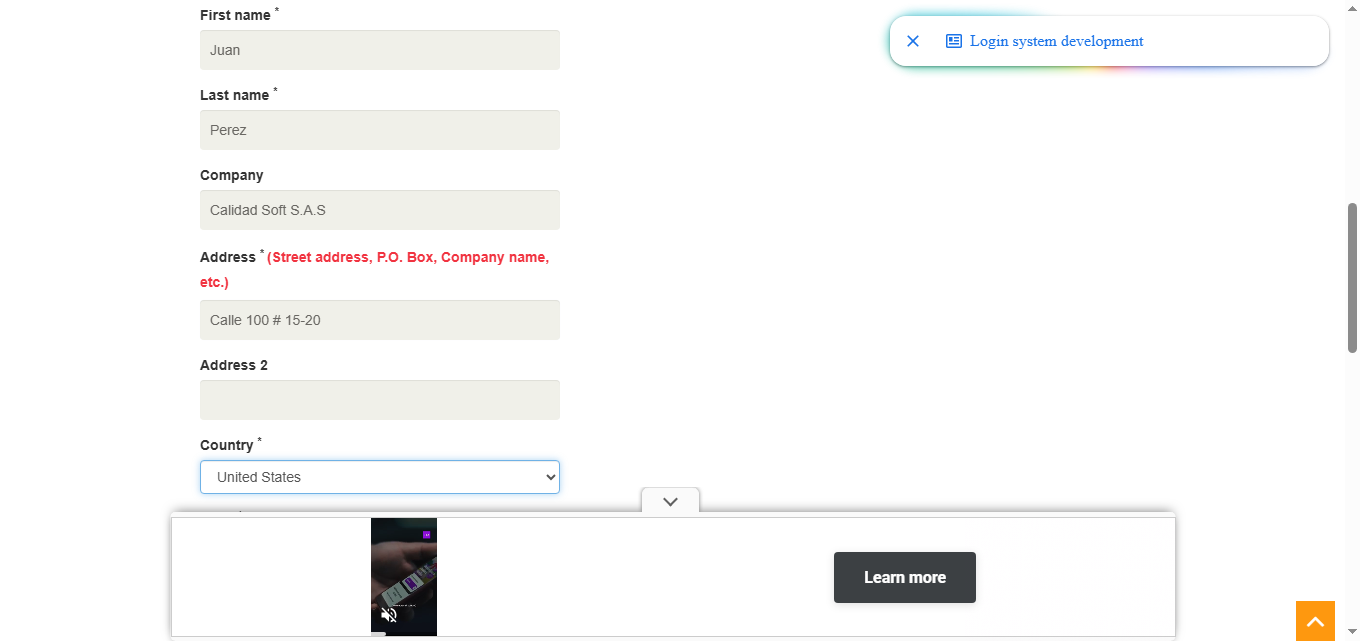 First name *
Juan
Login system development
Last name *
Perez
Company
Calidad Soft S.A.S
Address * (Street address, P.O. Box, Company name,
etc.)
Calle 100 # 15-20
Address 2
Country *
United States
Learn more